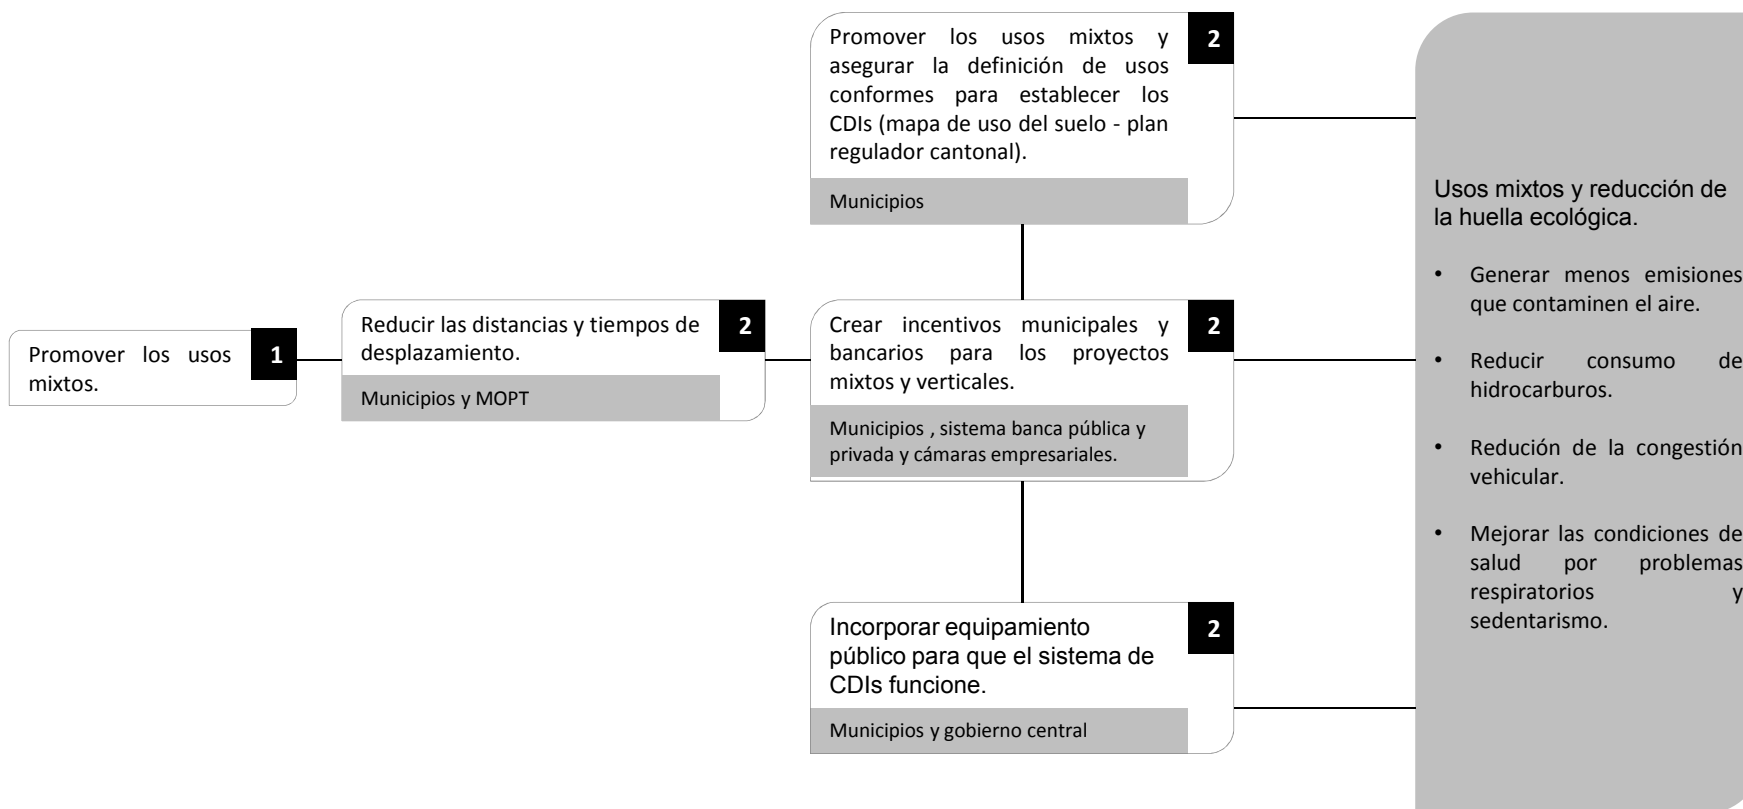 Promover los usos
mixtos.
1
Reducir las distancias y tiempos de
desplazamiento.
2
Municipios y MOPT
Promover los usos mixtos y
asegurar la definición de usos
conformes para establecer los
CDIs (mapa de uso del suelo - plan
regulador cantonal).
2
Municipios
Crear incentivos municipales y
bancarios para los proyectos
mixtos y verticales.
2
Municipios , sistema banca pública y
privada y cámaras empresariales.
Incorporar equipamiento
público para que el sistema de
CDIs funcione.
2
Municipios y gobierno central
Usos mixtos y reducción de
la huella ecológica.
• Generar menos emisiones
que contaminen el aire.
• Reducir consumo de
hidrocarburos.
• Redución de la congestión
vehicular.
• Mejorar las condiciones de
salud por problemas
respiratorios y
sedentarismo.